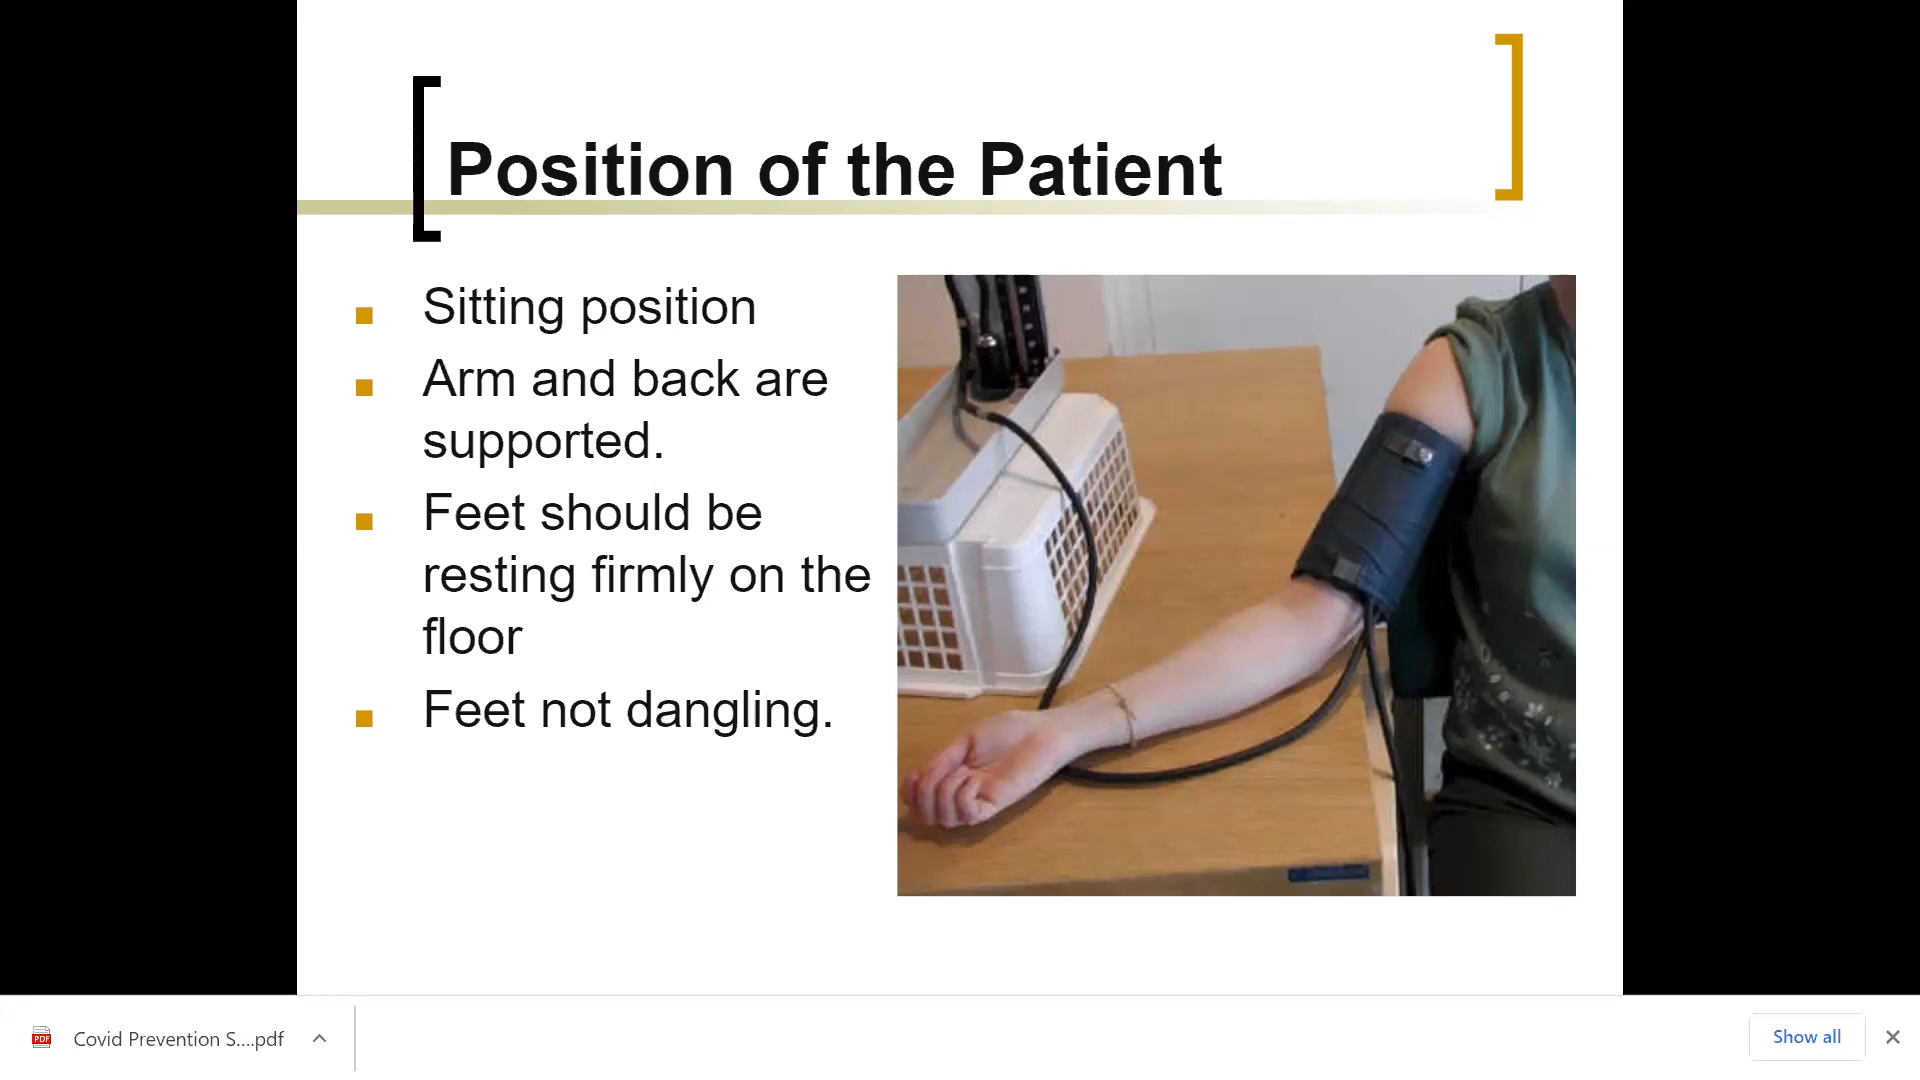 Position of the Patient
Sitting position
Arm and back are
supported.
Feet should be
resting firmly on the
floor
Feet not dangling.
PDF
Covid Prevention S....pdf
Show all